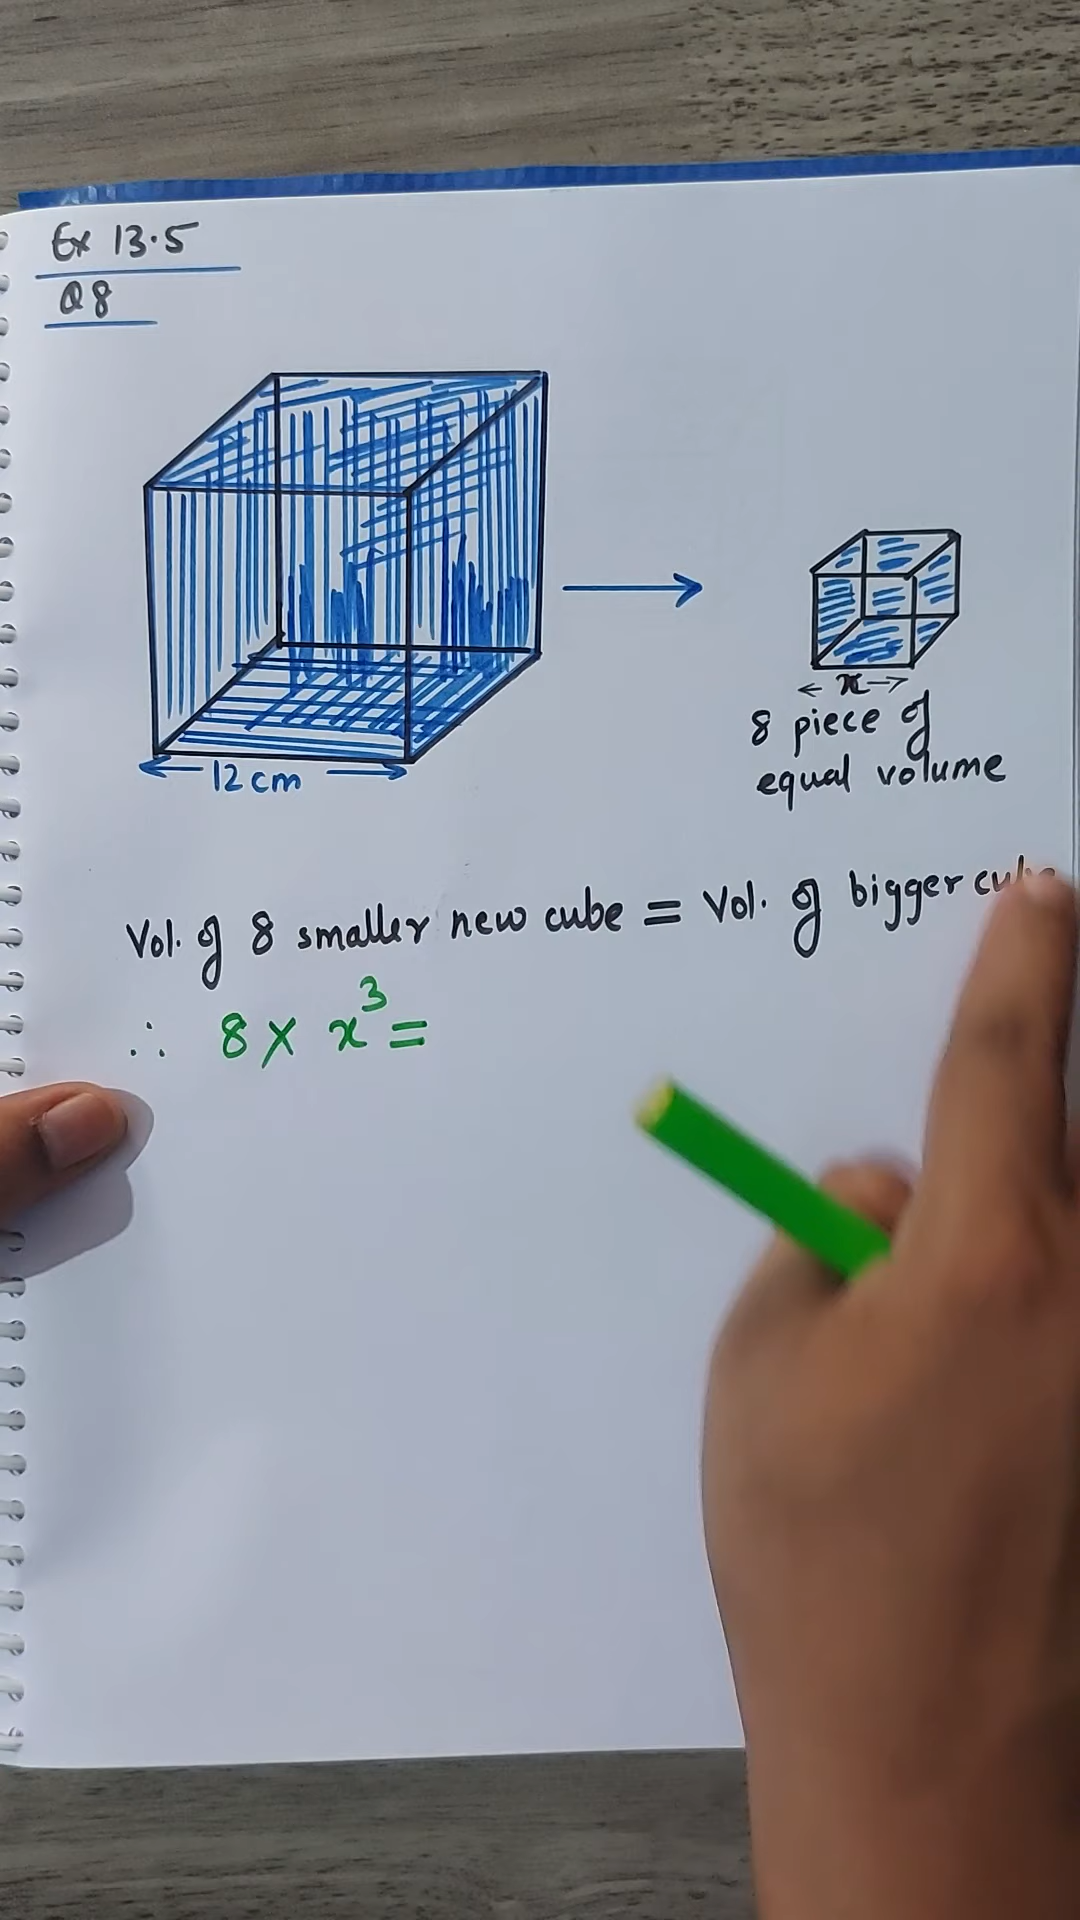 Ex 13.5
Q8
12 cm
x
8 piece of
equal volume
Vol. of 8 smaller new cube = Vol. of bigger cube
∴ 8 × x³ =